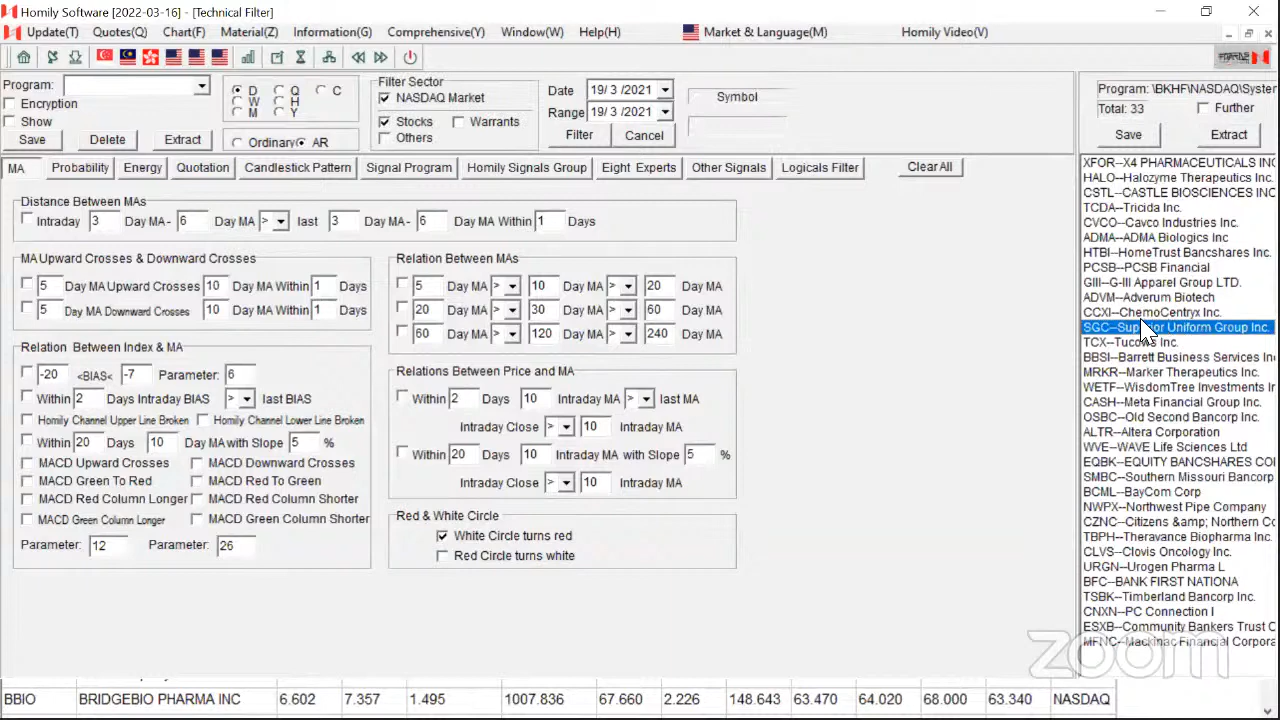 Homily Software [2022-03-16] - [Technical Filter]
Update(T) Quotes(Q.) Chart(F.) Material(Z.) Information(G.) Comprehensive(Y) Window(W) Help(H) Market & Language(M) Homily Video(V)
Program:
Encryption
Show
Save Delete Extract
D Q C
W H
M Y
Ordinary AR
Filter Sector
NASDAQ Market
Stocks Warrants
Others
Date 19/ 3 /2021
Range 19/ 3 /2021
Filter Cancel
Symbol
Program: \BKHF\NASDAQ\System
Total: 33 Further
Save Extract
MA Probability Energy Quotation Candlestick Pattern Signal Program Homily Signals Group Eight Experts Other Signals Logicals Filter Clear All
Distance Between MAs
Intraday 3 Day MA- 6 Day MA > last 3 Day MA- 6 Day MA Within 1 Days
MA Upward Crosses & Downward Crosses
5 Day MA Upward Crosses 10 Day MA Within 1 Days
5 Day MA Downward Crosses 10 Day MA Within 1 Days
Relation Between MAs
5 Day MA > 10 Day MA > 20 Day MA
20 Day MA > 30 Day MA > 60 Day MA
60 Day MA > 120 Day MA > 240 Day MA
Relation Between Index & MA
-20 <BIAS< -7 Parameter: 6
Within 2 Days Intraday BIAS > last BIAS
Homily Channel Upper Line Broken Homily Channel Lower Line Broken
Within 20 Days 10 Day MA with Slope 5 %
MACD Upward Crosses MACD Downward Crosses
MACD Green To Red MACD Red To Green
MACD Red Column Longer MACD Red Column Shorter
MACD Green Column Longer MACD Green Column Shorter
Parameter: 12 Parameter: 26
Relations Between Price and MA
Within 2 Days 10 Intraday MA > last MA
Intraday Close > 10 Intraday MA
Within 20 Days 10 Intraday MA with Slope 5 %
Intraday Close > 10 Intraday MA
Red & White Circle
White Circle turns red
Red Circle turns white
XFOR--X4 PHARMACEUTICALS INC
HALO--Halozyme Therapeutics Inc.
CSTL--CASTLE BIOSCIENCES INC
TCDA--Tricida Inc.
CVCO--Cavco Industries Inc.
ADMA--ADMA Biologics Inc
HTBI--HomeTrust Bancshares Inc.
PCSB--PCSB Financial
GIII--G-III Apparel Group LTD.
ADVM--Adverum Biotech
CCXI--ChemoCentryx Inc.
SGC--Superior Uniform Group Inc.
TCX--Tucows Inc.
BBSI--Barrett Business Services Inc
MRKR--Marker Therapeutics Inc.
WETF--WisdomTree Investments In
CASH--Meta Financial Group Inc.
OSBC--Old Second Bancorp Inc.
ALTR--Altera Corporation
WVE--WAVE Life Sciences Ltd
EQBK--EQUITY BANCSHARES CO
SMBC--Southern Missouri Bancorp
BCML--BayCom Corp
NWPX--Northwest Pipe Company
CZNC--Citizens &amp; Northern Co
TBPH--Theravance Biopharma Inc.
CLVS--Clovis Oncology Inc.
URGN--Urogen Pharma L
BFC--BANK FIRST NATIONA
TSBK--Timberland Bancorp Inc.
CNXN--PC Connection I
ESXB--Community Bankers Trust C
MFNC--Mackinac Financial Corpora
zoom
BBIO BRIDGEBIO PHARMA INC 6.602 7.357 1.495 1007.836 67.660 2.226 148.643 63.470 64.020 68.000 63.340 NASDAQ